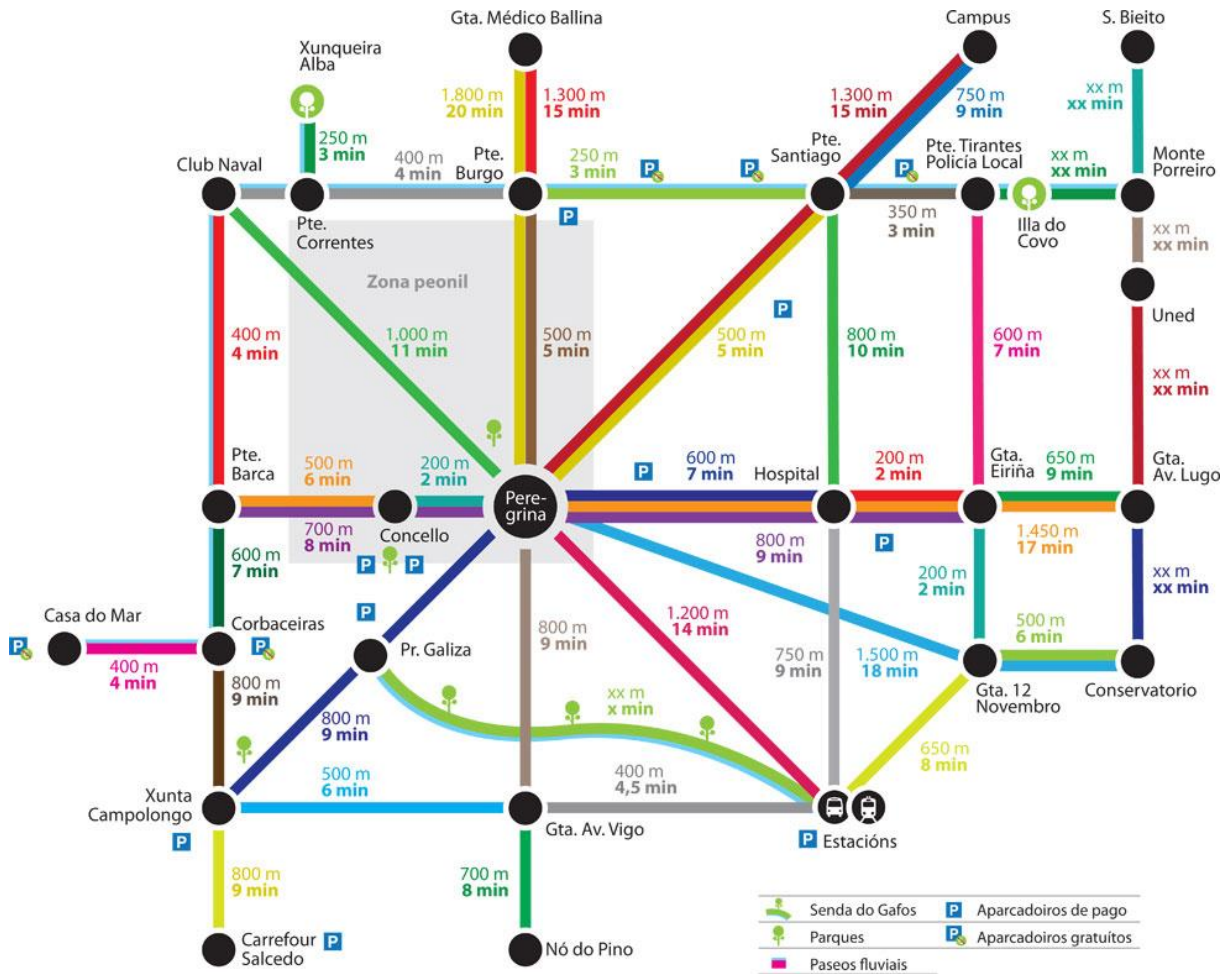 Gta. Médico Ballina
Campus
S. Bieito
Xunqueira
Alba
1.800 m
20 min
1.300 m
15 min
1.300 m
15 min
750 m
9 min
xx m
xx min
250 m
3 min
Club Naval
400 m
4 min
Pte.
Burgo
250 m
3 min
P
P
Pte.
Santiago
P
Pte. Tirantes
Policía Local
xx m
xx min
Monte
Porreiro
Pte.
Correntes
P
350 m
3 min
Illa do
Covo
xx m
xx min
Zona peonil
Uned
400 m
4 min
1.000 m
11 min
500 m
5 min
500 m
5 min
P
800 m
10 min
600 m
7 min
xx m
xx min
Pte.
Barca
500 m
6 min
200 m
2 min
Pere-
grina
P
600 m
7 min
Hospital
200 m
2 min
Gta.
Eiriña
650 m
9 min
Gta.
Av. Lugo
700 m
8 min
Concello
P
P
800 m
9 min
P
1.450 m
17 min
600 m
7 min
200 m
2 min
xx m
xx min
Casa do Mar
P
400 m
4 min
Corbaceiras
P
P
Pr. Galiza
800 m
9 min
1.200 m
14 min
750 m
9 min
1.500 m
18 min
500 m
6 min
Gta. 12
Novembro
Conservatorio
800 m
9 min
800 m
9 min
xx m
x min
650 m
8 min
Xunta
Campolongo
P
500 m
6 min
Gta. Av. Vigo
400 m
4,5 min
P
Estacións
800 m
9 min
700 m
8 min
Carrefour
Salcedo
P
Nó do Pino
Senda do Gafos
P Aparcadoiros de pago
Parques
P Aparcadoiros gratuítos
Paseos fluviais